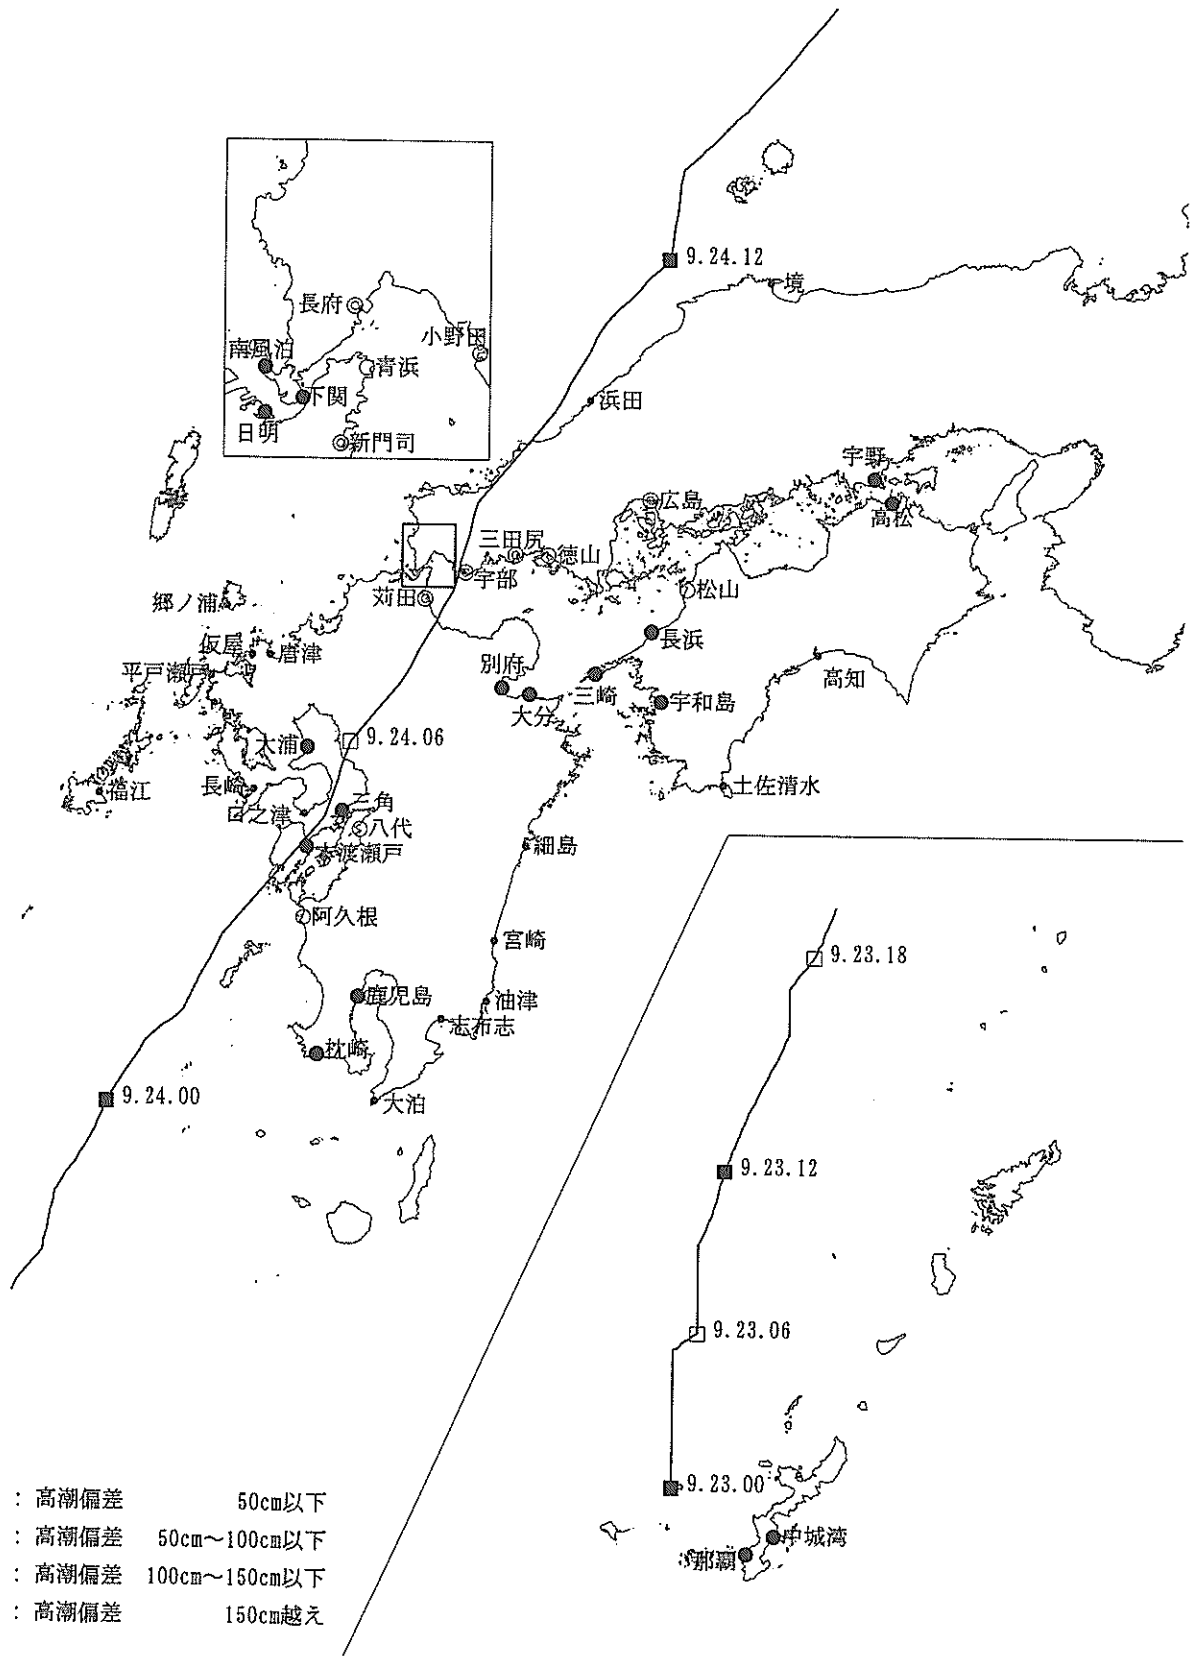 9.24.12
境
長府
小野田
南風泊
青浜
下関
日明
新門司
浜田
宇野
高松
広島
三田尻
徳山
宇部
苅田
松山
郷ノ浦
仮屋
唐津
平戸瀬戸
長浜
高知
別府
大分
三崎
宇和島
大浦
9.24.06
福江
長崎
口之津
三角
八代
本渡瀬戸
土佐清水
細島
阿久根
宮崎
9.23.18
鹿児島
油津
志布志
枕崎
9.24.00
大泊
9.23.12
9.23.06
9.23.00
中城湾
那覇
: 高潮偏差 50cm以下
: 高潮偏差 50cm～100cm以下
: 高潮偏差 100cm～150cm以下
: 高潮偏差 150cm越え